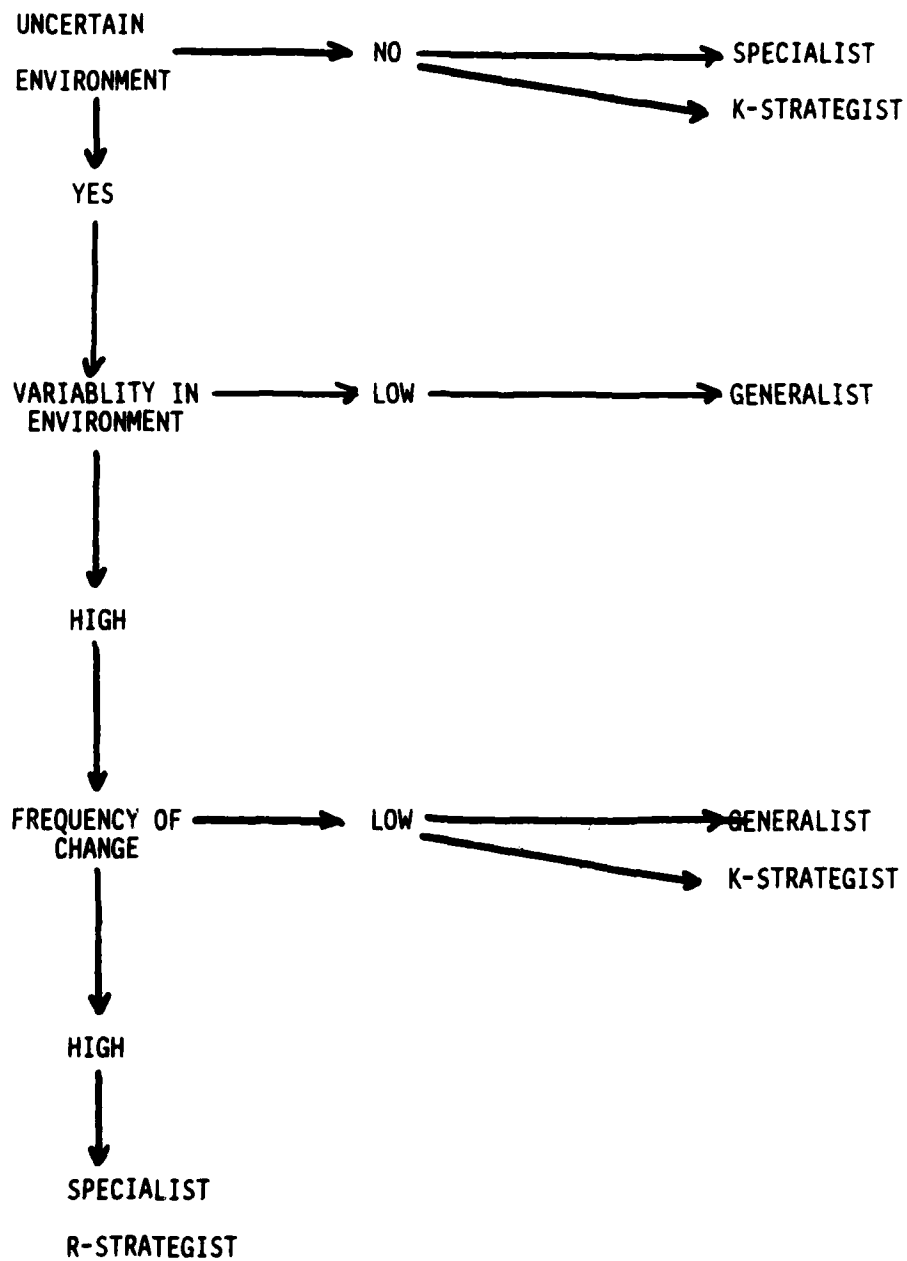 UNCERTAIN
ENVIRONMENT
NO
SPECIALIST
K-STRATEGIST
YES
VARIABLITY IN
ENVIRONMENT
LOW
GENERALIST
HIGH
FREQUENCY OF
CHANGE
LOW
GENERALIST
K-STRATEGIST
HIGH
SPECIALIST
R-STRATEGIST